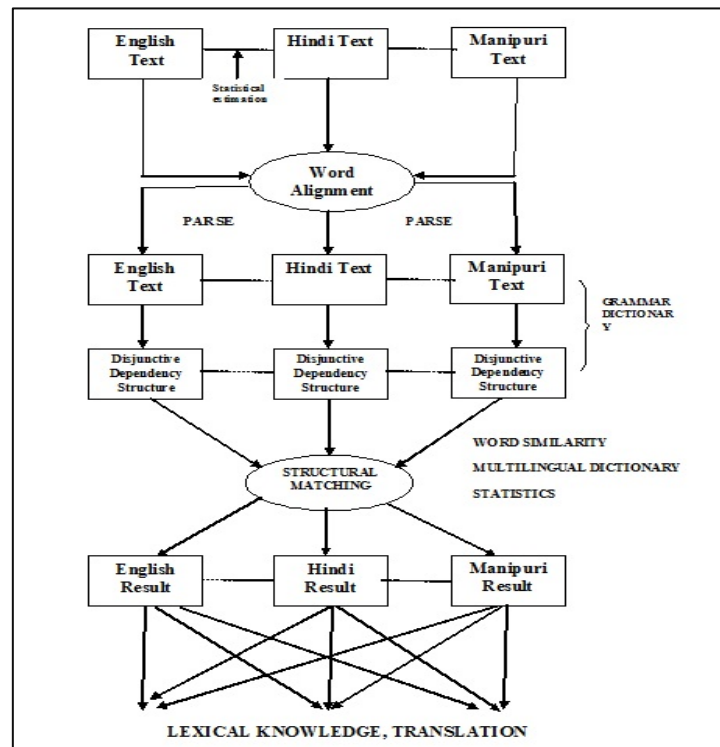 English Text
Hindi Text
Manipuri Text
Statistical estimation
Word Alignment
PARSE
PARSE
English Text
Hindi Text
Manipuri Text
GRAMMAR
DICTIONAR
Y
Disjunctive
Dependency
Structure
Disjunctive
Dependency
Structure
Disjunctive
Dependency
Structure
STRUCTURAL
MATCHING
WORD SIMILARITY
MULTILINGUAL DICTIONARY
STATISTICS
English Result
Hindi Result
Manipuri Result
LEXICAL KNOWLEDGE, TRANSLATION